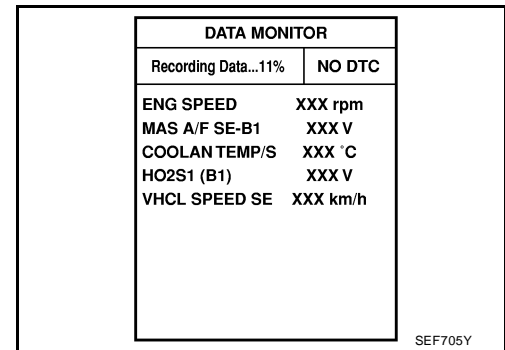 DATA MONITOR
Recording Data...11% NO DTC
ENG SPEED XXX rpm
MAS A/F SE-B1 XXX V
COOLAN TEMP/S XXX °C
HO2S1 (B1) XXX V
VHCL SPEED SE XXX km/h
SEF705Y